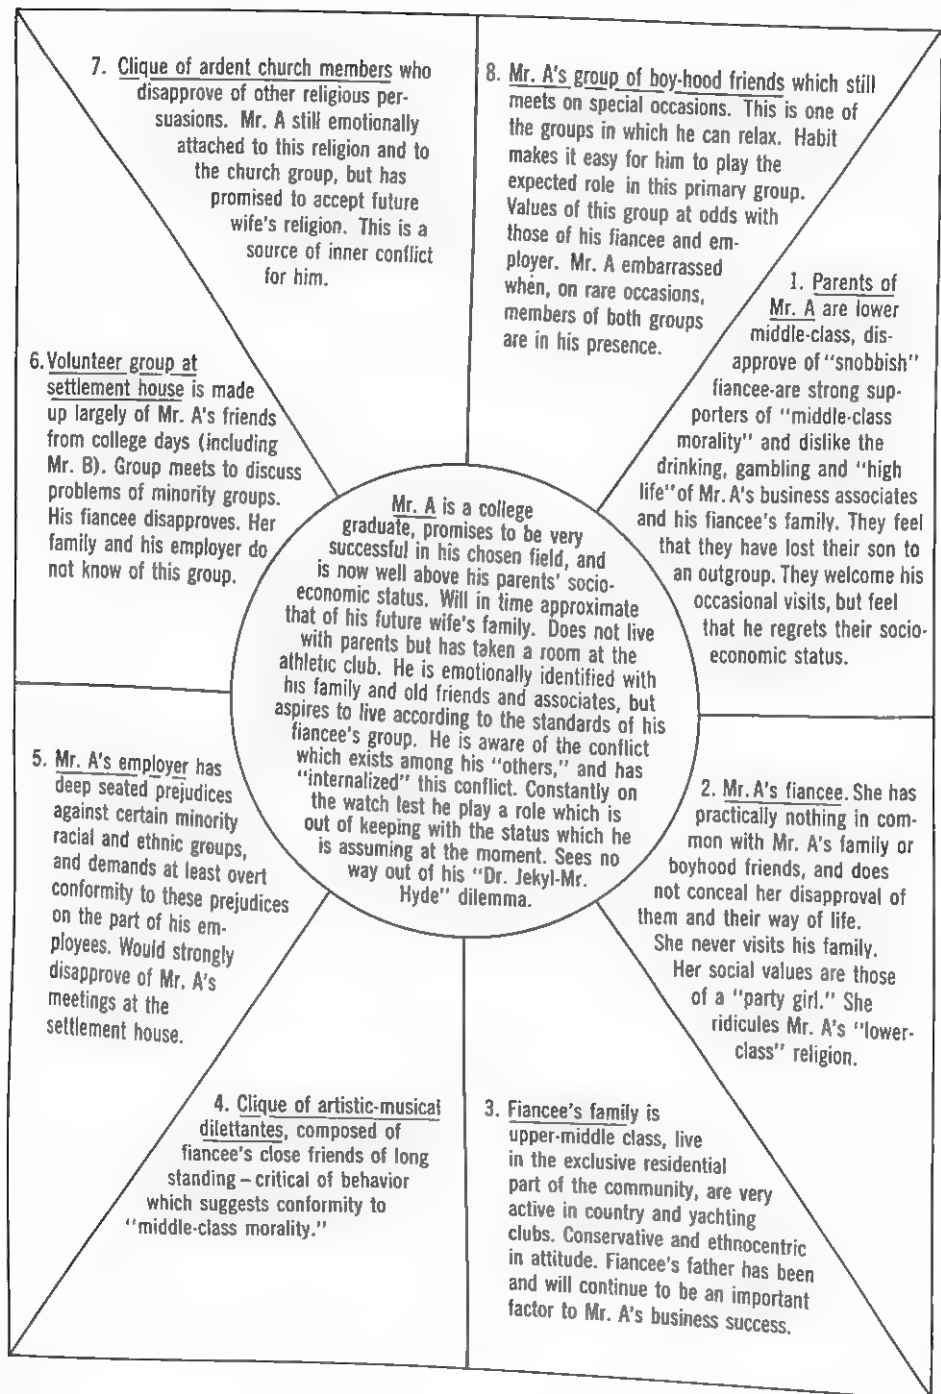 7. Clique of ardent church members who
disapprove of other religious per-
suasions. Mr. A still emotionally
attached to this religion and to
the church group, but has
promised to accept future
wife's religion. This is a
source of inner conflict
for him.
8. Mr. A's group of boy-hood friends which still
meets on special occasions. This is one of
the groups in which he can relax. Habit
makes it easy for him to play the
expected role in this primary group.
Values of this group at odds with
those of his fiancee and em-
ployer. Mr. A embarrassed
when, on rare occasions,
members of both groups
are in his presence.
1. Parents of
Mr. A are lower
middle-class, dis-
approve of "snobbish"
fiancee-are strong sup-
porters of "middle-class
morality" and dislike the
drinking, gambling and "high
life" of Mr. A's business associates
and his fiancee's family. They feel
that they have lost their son to
an outgroup. They welcome his
occasional visits, but feel
that he regrets their socio-
economic status.
6. Volunteer group at
settlement house is made
up largely of Mr. A's friends
from college days (including
Mr. B). Group meets to discuss
problems of minority groups.
His fiancee disapproves. Her
family and his employer do
not know of this group.
Mr. A is a college
graduate, promises to be very
successful in his chosen field, and
is now well above his parents' socio-
economic status. Will in time approximate
that of his future wife's family. Does not live
with parents but has taken a room at the
athletic club. He is emotionally identified with
his family and old friends and associates, but
aspires to live according to the standards of his
fiancee's group. He is aware of the conflict
which exists among his "others," and has
"internalized" this conflict. Constantly on
the watch lest he play a role which is
out of keeping with the status which he
is assuming at the moment. Sees no
way out of his "Dr. Jekyl-Mr.
Hyde" dilemma.
5. Mr. A's employer has
deep seated prejudices
against certain minority
racial and ethnic groups,
and demands at least overt
conformity to these prejudices
on the part of his em-
ployees. Would strongly
disapprove of Mr. A's
meetings at the
settlement house.
2. Mr. A's fiancee. She has
practically nothing in com-
mon with Mr. A's family or
boyhood friends, and does
not conceal her disapproval of
them and their way of life.
She never visits his family.
Her social values are those
of a "party girl." She
ridicules Mr. A's "lower-
class" religion.
4. Clique of artistic-musical
dilettantes, composed of
fiancee's close friends of long
standing – critical of behavior
which suggests conformity to
"middle-class morality."
3. Fiancee's family is
upper-middle class, live
in the exclusive residential
part of the community, are very
active in country and yachting
clubs. Conservative and ethnocentric
in attitude. Fiancee's father has been
and will continue to be an important
factor to Mr. A's business success.